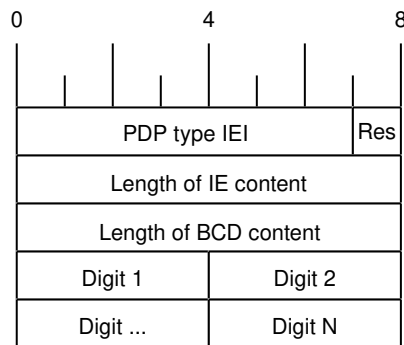 0 4 8
PDP type IEI Res
Length of IE content
Length of BCD content
Digit 1 Digit 2
Digit ... Digit N